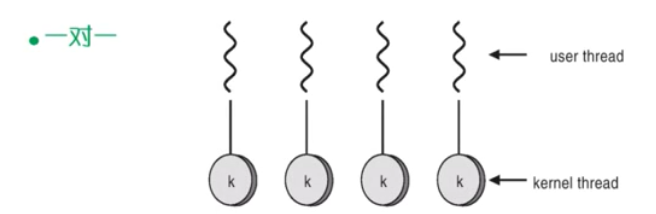 • 一对一
user thread
k k k k
kernel thread